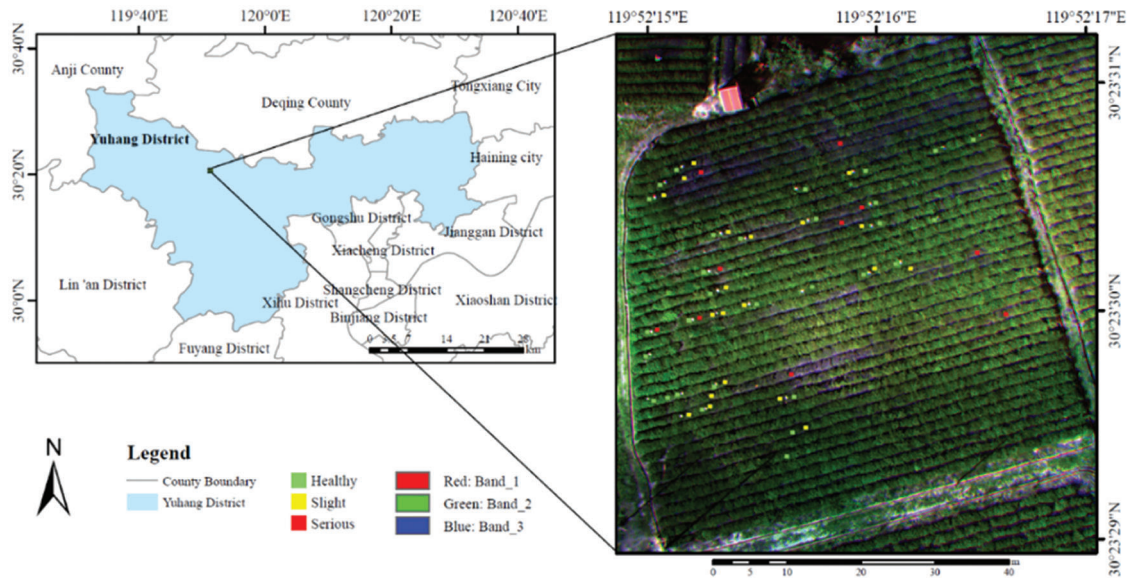 119°40'E 120°0'E 120°20'E 120°40'E
119°52'15"E 119°52'16"E 119°52'17"E
30°40'N
30°20'N
30°0'N
Anji County
Deqing County
Tongxiang City
Yuhang District
Haining city
Gongshu District
Jianggan District
Xiacheng District
Lin 'an District
Shangcheng District
Xihu District
Xiaoshan District
Binjiang District
Fuyang District
14 21 28
km
30°23'31"N
30°23'30"N
30°23'29"N
N
Legend
County Boundary
Yuhang District
Healthy
Slight
Serious
Red: Band_1
Green: Band_2
Blue: Band_3
0 5 10 20 30 40
m